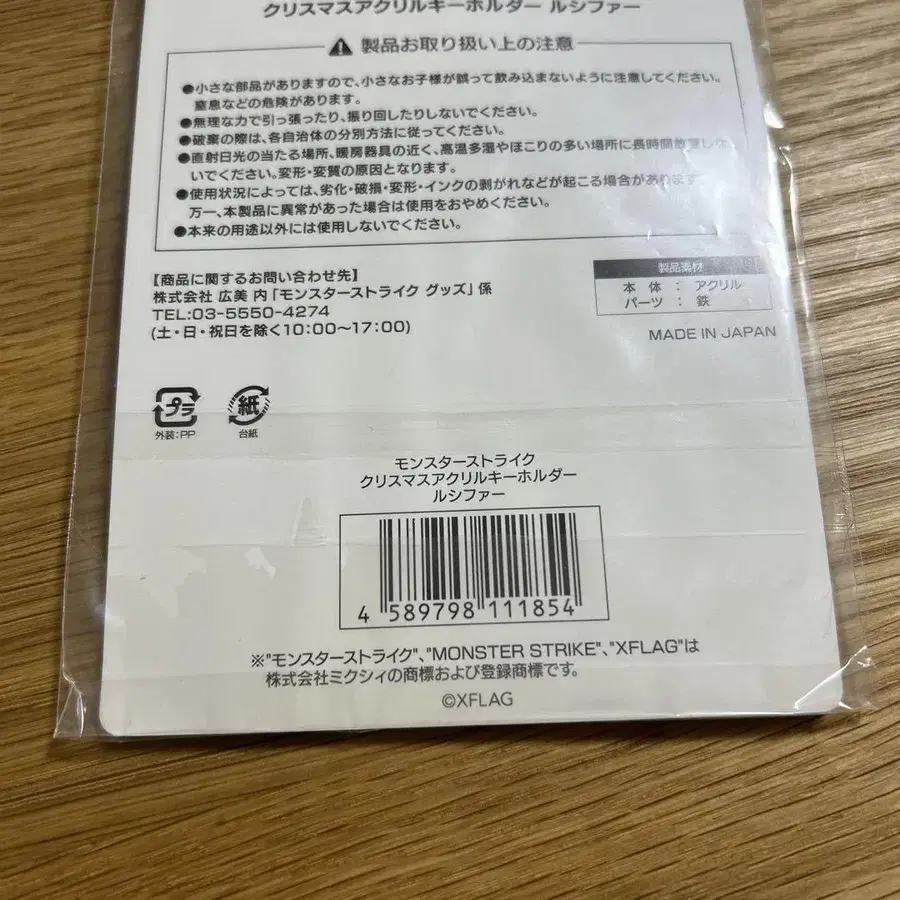 クリスマスアクリルキーホルダー ルシファー
製品お取り扱い上の注意
●小さな部品がありますので、小さなお子様が誤って飲み込まないように注意してください。
窒息などの危険があります。
●無理な力で引っ張ったり、振り回したりしないでください。
●破棄の際は、各自治体の分別方法に従ってください。
●直射日光の当たる場所、暖房器具の近く、高温多湿やほこりの多い場所に長時間放置しな
いでください。変形・変質の原因となります。
●使用状況によっては、劣化・破損・変形・インクの剥がれなどが起こる場合があります
万一、本製品に異常があった場合は使用をおやめください。
●本来の用途以外には使用しないでください。
【商品に関するお問い合わせ先】
株式会社 広美 内「モンスターストライク グッズ」係
TEL:03-5550-4274
(土・日・祝日を除く10:00〜17:00)
製品素材
本体 : アクリル
パーツ : 鉄
MADE IN JAPAN
プラ
外装:PP
紙
台紙
モンスターストライク
クリスマスアクリルキーホルダー
ルシファー
4 589798 111854
※"モンスターストライク"、"MONSTER STRIKE"、"XFLAG"は
株式会社ミクシィの商標および登録商標です。
©XFLAG